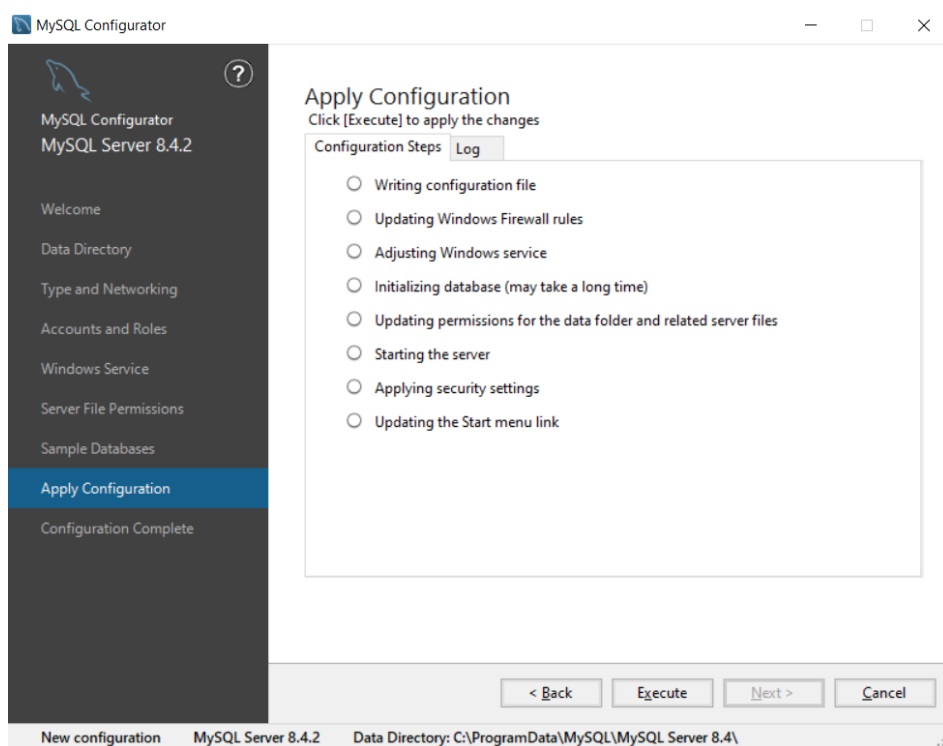 MySQL Configurator
?
MySQL Configurator
MySQL Server 8.4.2
Welcome
Data Directory
Type and Networking
Accounts and Roles
Windows Service
Server File Permissions
Sample Databases
Apply Configuration
Configuration Complete
Apply Configuration
Click [Execute] to apply the changes
Configuration Steps Log
Writing configuration file
Updating Windows Firewall rules
Adjusting Windows service
Initializing database (may take a long time)
Updating permissions for the data folder and related server files
Starting the server
Applying security settings
Updating the Start menu link
< Back Execute Next > Cancel
New configuration MySQL Server 8.4.2 Data Directory: C:\ProgramData\MySQL\MySQL Server 8.4\